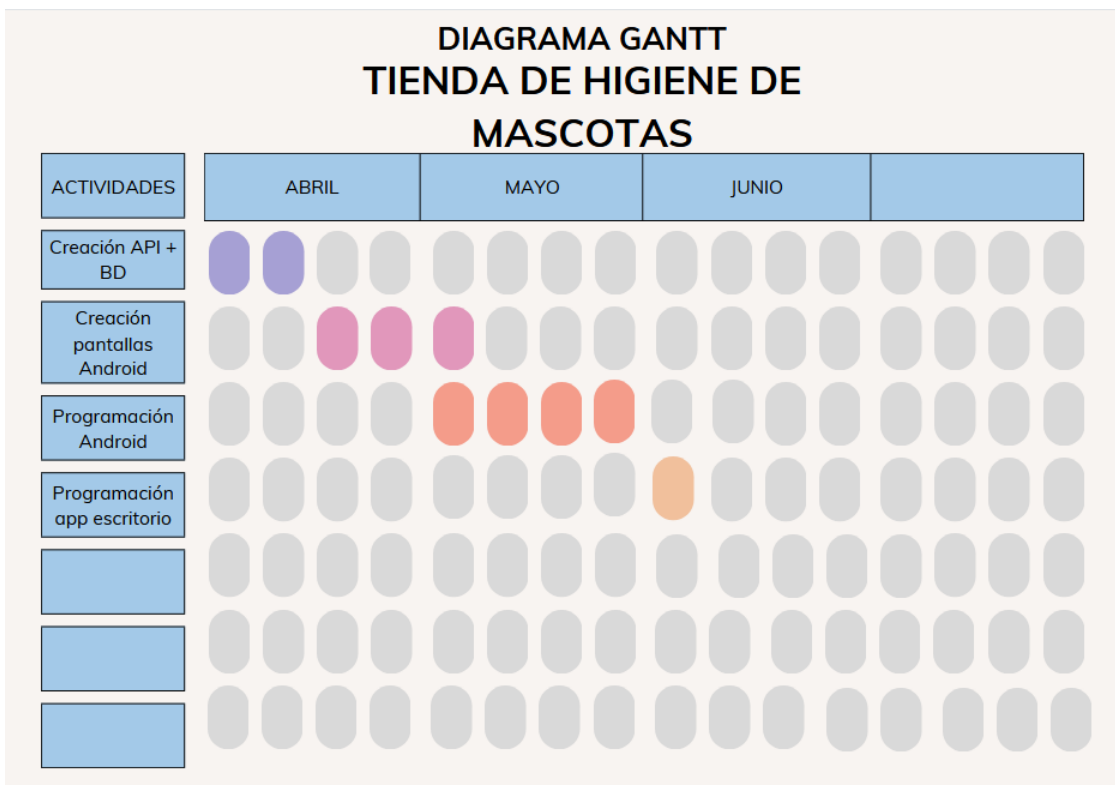 DIAGRAMA GANTT
TIENDA DE HIGIENE DE
MASCOTAS
ACTIVIDADES
ABRIL
MAYO
JUNIO
Creación API +
BD
Creación
pantallas
Android
Programación
Android
Programación
app escritorio